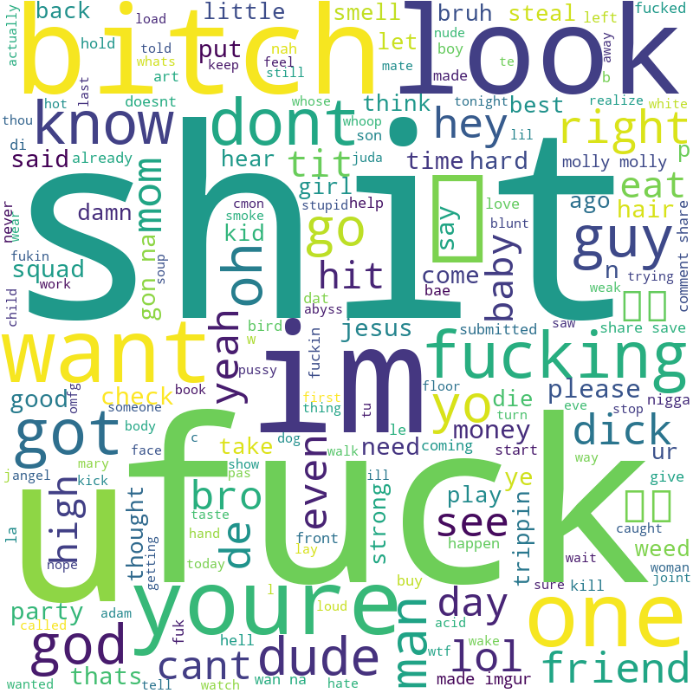 back
load
little
bruh
smell
steal
left
fucked
bitch
look
actually
hold
told
nah
whats
art
keep
feel
still
put
let
mate
nude
boy
made
te
b
away
last
hot
doesnt
know
dont
think
whose
tonight
best
realize
white
thou
di
said
already
hear
whoop
son
hey
lil
right
p
tit
juda
time
hard
molly molly
girl
stupid
help
say
love
ago
eat
hair
shit
never
wear
damn
mom
cmon
smoke
kid
go
blunt
guy
comment share
fukin
squad
gon na
oh
hit
come
baby
n
trying
work
soup
dat
abyss
bae
weak
child
bird
yeah
w
pussy
fuckin
im
jesus
submitted
saw
share save
want
fucking
good
omfg
check
book
first
thing
tu
floor
yo
die
please
nigga
someone
body
dog
le
turn
eve
stop
got
take
need
money
dick
ur
c
face
show
walk
coming
start
way
j
angel
mary
kick
bro
pas
even
ill
strong
play
ye
see
give
u
fuck
high
thought
taste
de
front
happen
trippin
caught
weed
la
nope
getting
hand
today
lay
wait
woman
joint
sure
kill
party
adam
youre
l
loud
buy
acid
man
day
one
called
god
fuk
hell
dude
wtf
wake
lol
thats
cant
wan na
hate
made imgur
friend
wanted
tell
watch